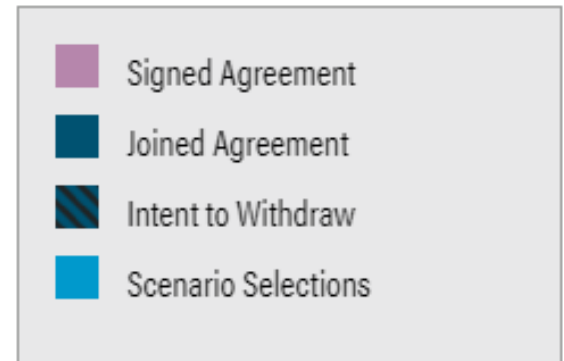 Signed Agreement
Joined Agreement
Intent to Withdraw
Scenario Selections